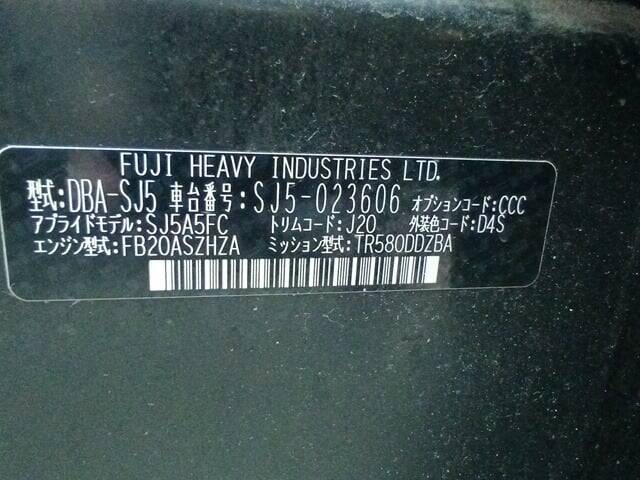 FUJI HEAVY INDUSTRIES LTD.
型式:DBA-SJ5 車台番号:SJ5-023606 オプションコード:CCC
アプライドモデル:SJ5A5FC トリムコード:J20 外装色コード:D4S
エンジン型式:FB20ASZHZA ミッション型式:TR580DDZBA